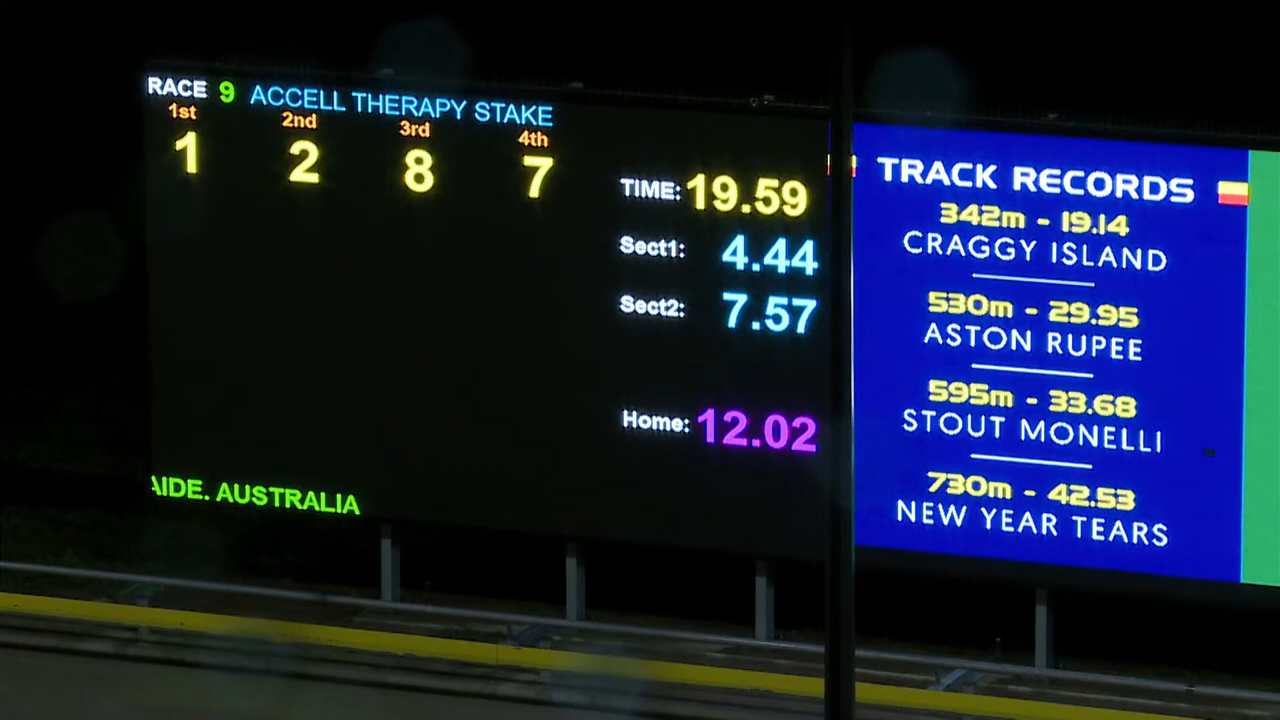 RACE 9 ACCELL THERAPY STAKE
1st 2nd 3rd 4th
1 2 8 7
TIME: 19.59
Sect1: 4.44
Sect2: 7.57
Home: 12.02
AIDE. AUSTRALIA
TRACK RECORDS
342m - 19.14
CRAGGY ISLAND
530m - 29.95
ASTON RUPEE
595m - 33.68
STOUT MONELLI
730m - 42.53
NEW YEAR TEARS